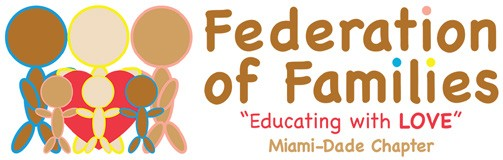 Federation
of Families
“Educating with LOVE”
Miami-Dade Chapter